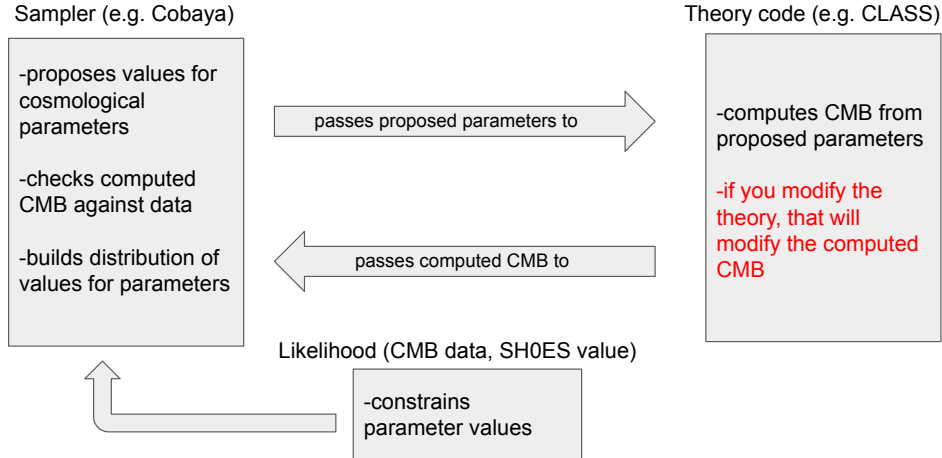 Sampler (e.g. Cobaya)
-proposes values for
cosmological
parameters
-checks computed
CMB against data
-builds distribution of
values for parameters
passes proposed parameters to
Theory code (e.g. CLASS)
-computes CMB from
proposed parameters
-if you modify the
theory, that will
modify the computed
CMB
passes computed CMB to
Likelihood (CMB data, SH0ES value)
-constrains
parameter values